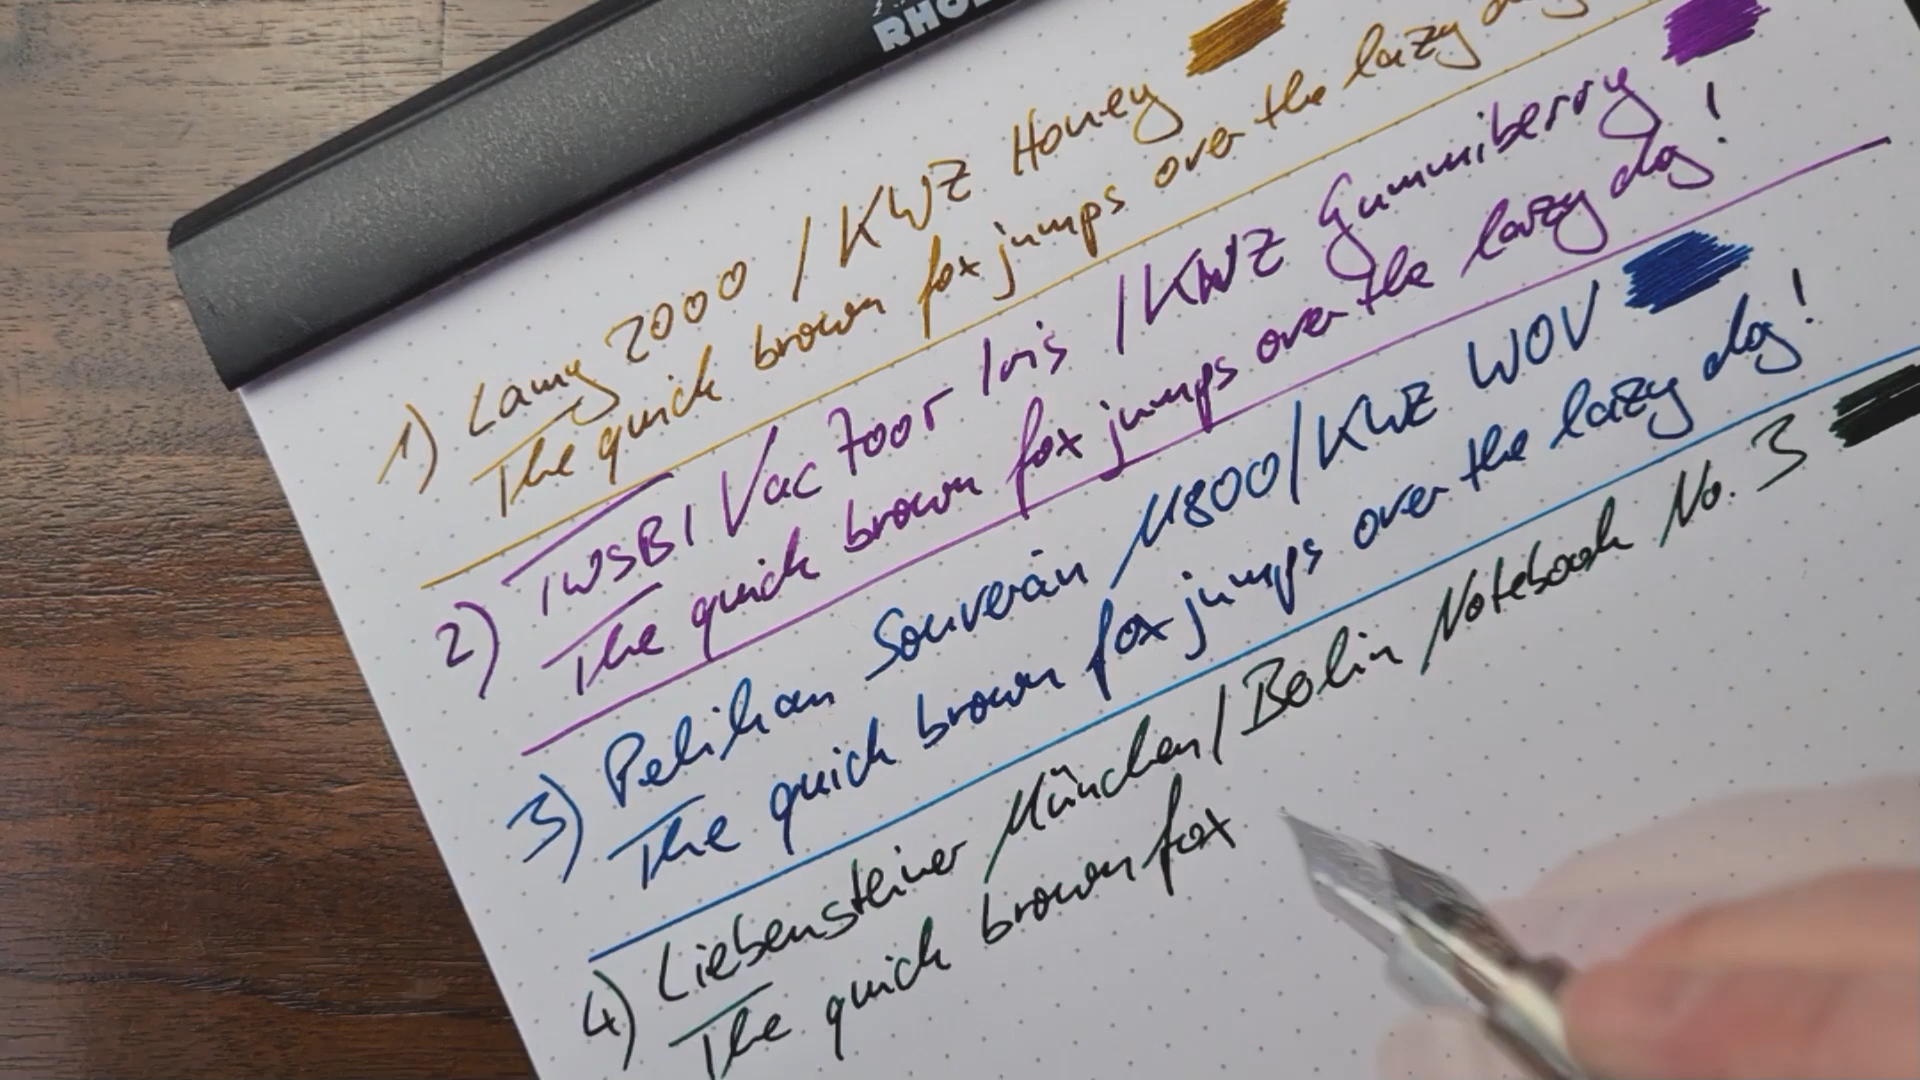 RHOD
1) Lamy 2000 / KWZ Honey
The quick brown fox jumps over the lazy dog
2) TWSBI Vac 700r Iris / KWZ Gummiberry
The quick brown fox jumps over the lazy dog!
3) Pelikan Souverän M800 / KWZ WOV
The quick brown fox jumps over the lazy dog!
4) Liebensteiner München / Berlin Notebook No. 3
The quick brown fox